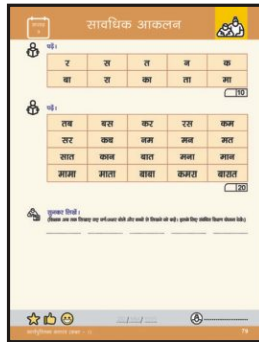 सावधिक आकलन
पढ़ें।
र स त न क
बा रा का ता मा
10
पढ़ें।
तब बस कर रस कम
सर कब नम मन मत
सात कान बात मना मान
मामा माता बाबा कमरा बारात
20
सुनकर लिखें।
79